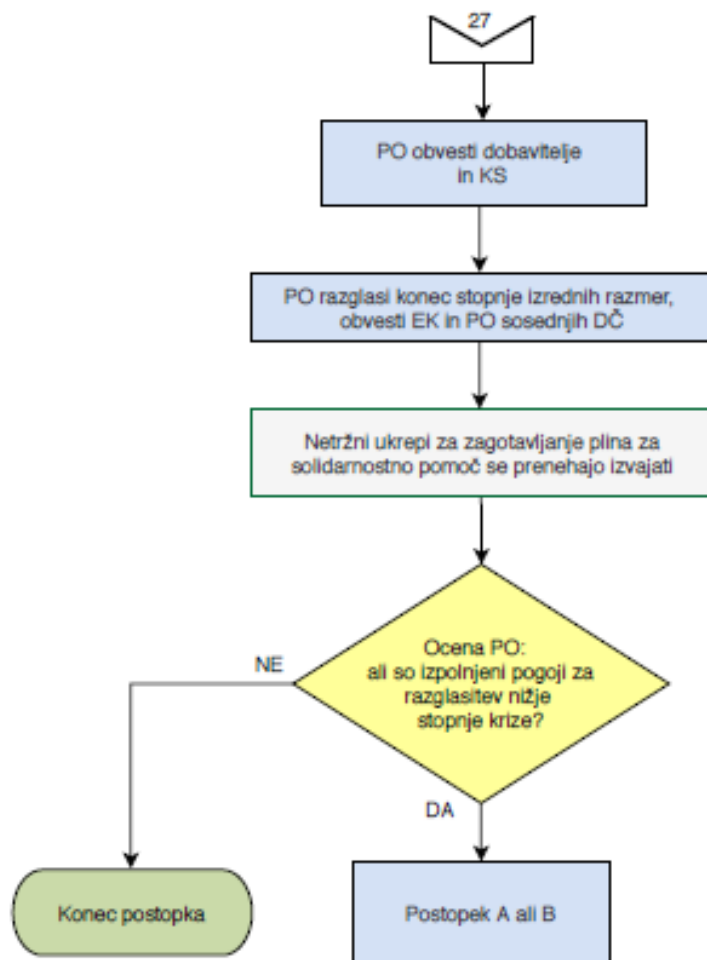 27
PO obvesti dobavitelje
in KS
PO razglasi konec stopnje izrednih razmer,
obvesti EK in PO sosednjih DČ
Netržni ukrepi za zagotavljanje plina za
solidarnostno pomoč se prenehajo izvajati
Ocena PO:
ali so izpolnjeni pogoji za
razglasitev nižje
stopnje krize?
NE
DA
Konec postopka
Postopek A ali B